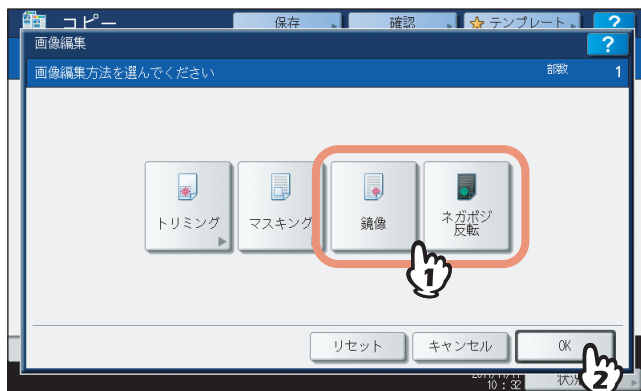 コピー 保存 確認 テンプレート ?
画像編集 ?
画像編集方法を選んでください 部数 1
トリミング マスキング 鏡像 ネガポジ
反転
1
リセット キャンセル OK
10 : 32 状況
2